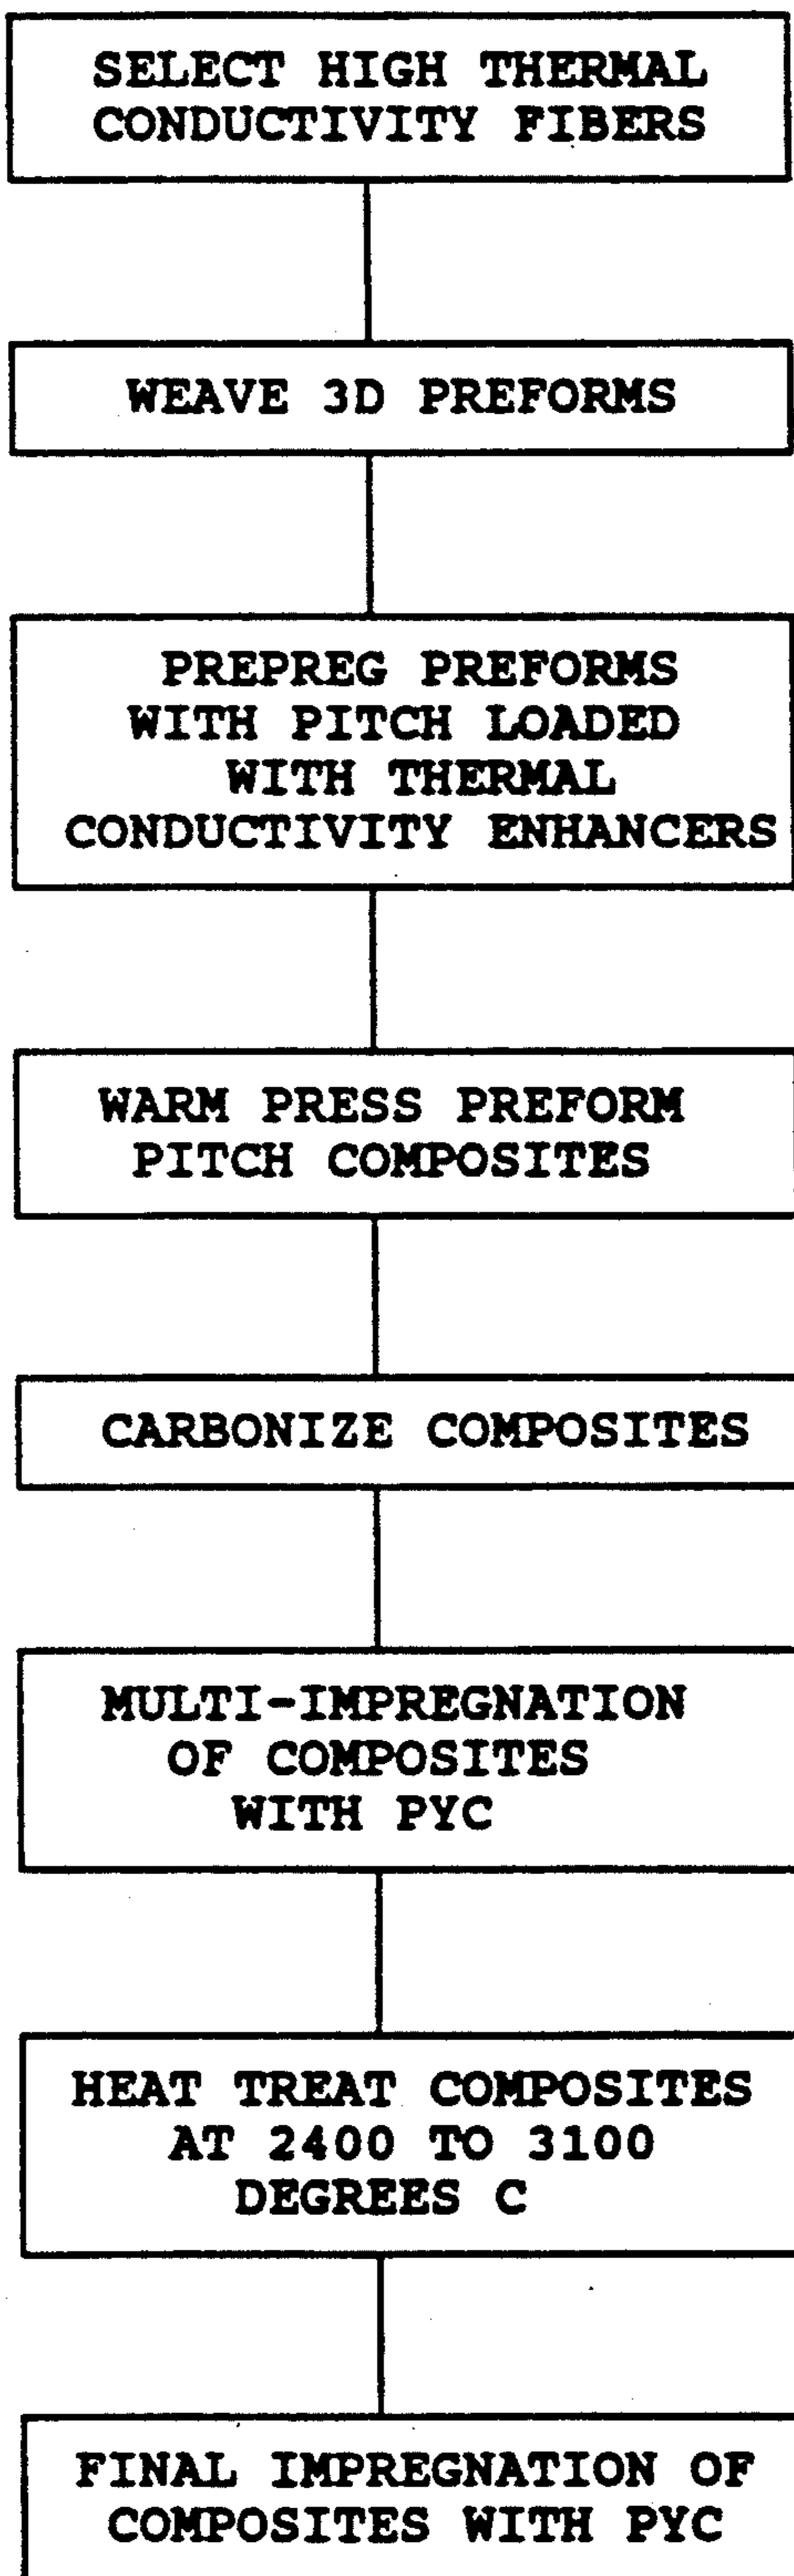 SELECT HIGH THERMAL
CONDUCTIVITY FIBERS
WEAVE 3D PREFORMS
PREPREG PREFORMS
WITH PITCH LOADED
WITH THERMAL
CONDUCTIVITY ENHANCERS
WARM PRESS PREFORM
PITCH COMPOSITES
CARBONIZE COMPOSITES
MULTI-IMPREGNATION
OF COMPOSITES
WITH PYC
HEAT TREAT COMPOSITES
AT 2400 TO 3100
DEGREES C
FINAL IMPREGNATION OF
COMPOSITES WITH PYC